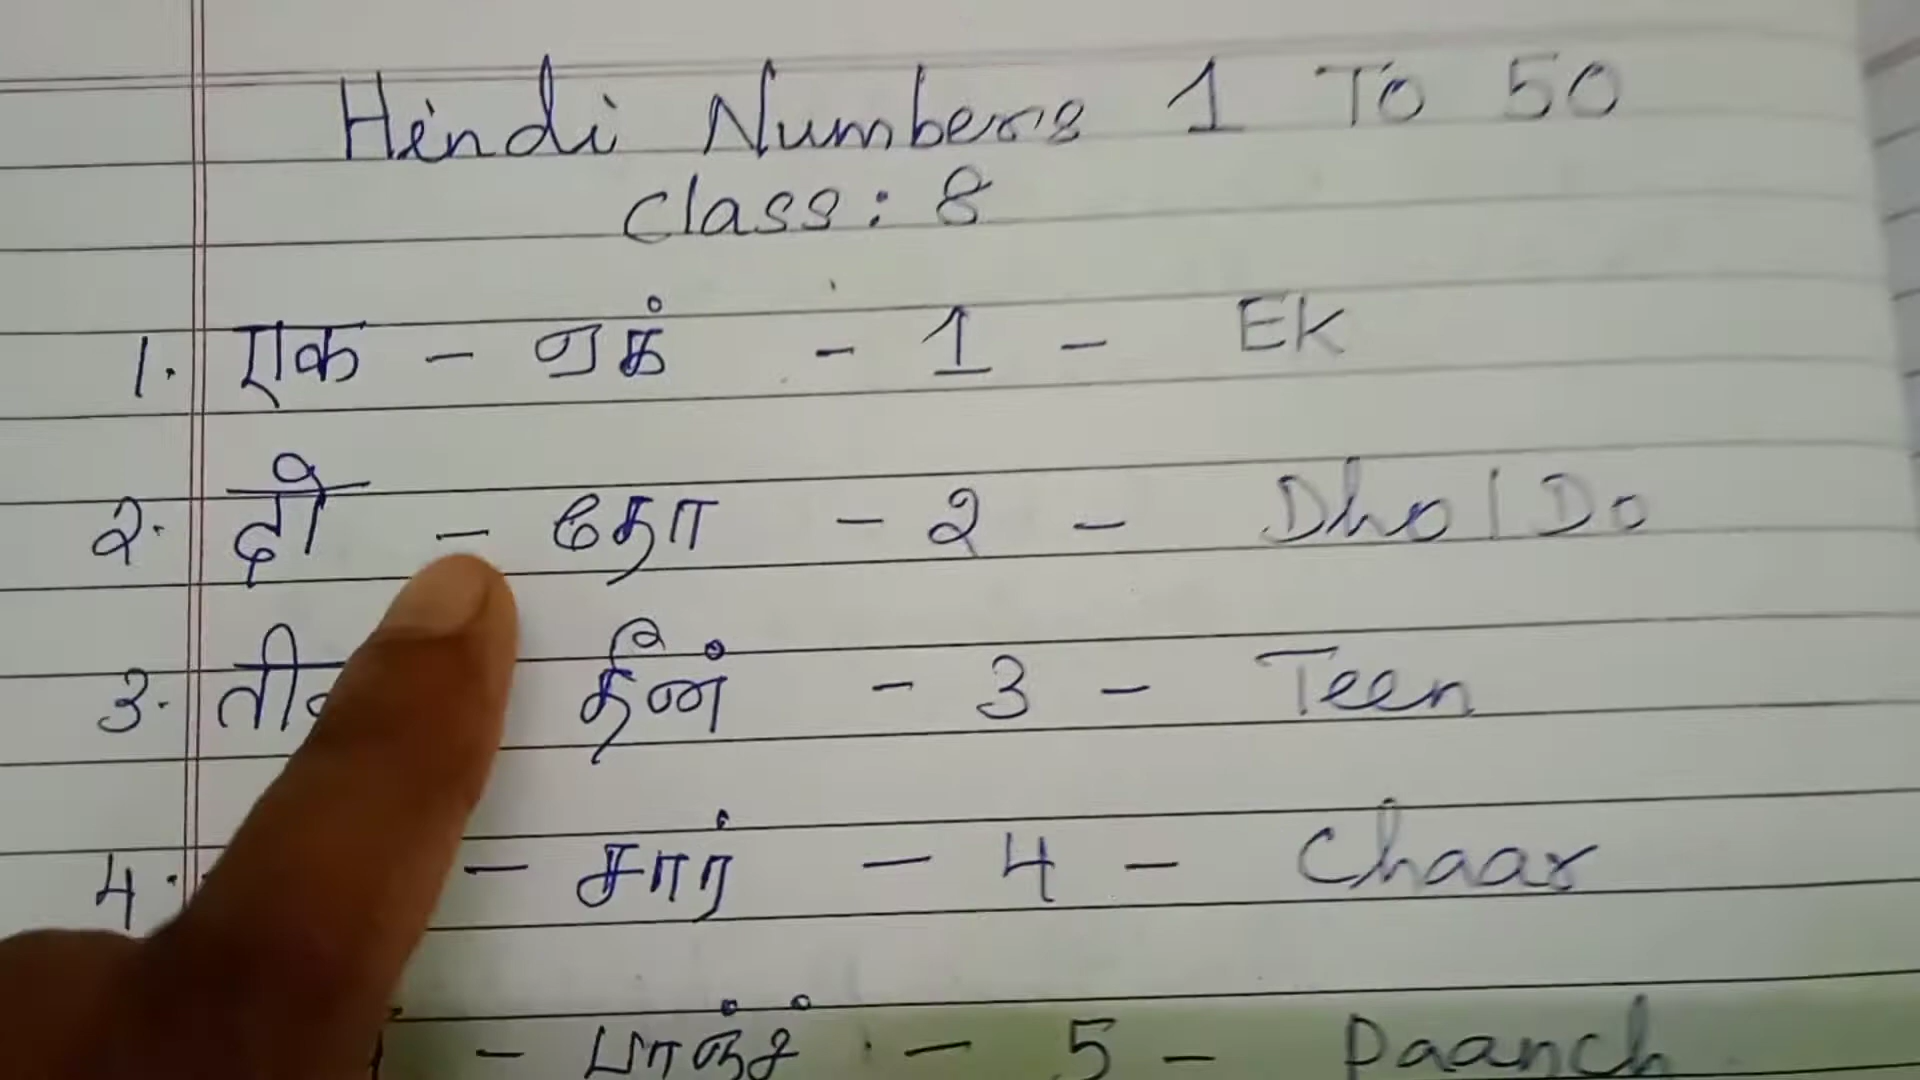 Hindi Numbers 1 To 50
Class: 8
1. एक - ஏக் - 1 - EK
2. दो - தோ - 2 - Dho / Do
3. ती தீன் - 3 - Teen
4. - சார் - 4 - Chaar
- பாஞ்ச் - 5 - Paanch